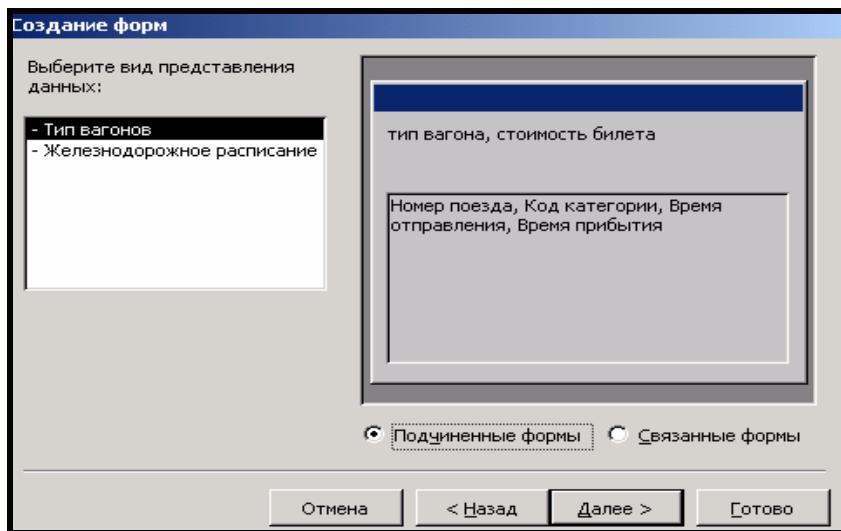 Создание форм
Выберите вид представления
данных:
- Тип вагонов
- Железнодорожное расписание
тип вагона, стоимость билета
Номер поезда, Код категории, Время
отправления, Время прибытия
Подчиненные формы
Связанные формы
Отмена
< Назад
Далее >
Готово